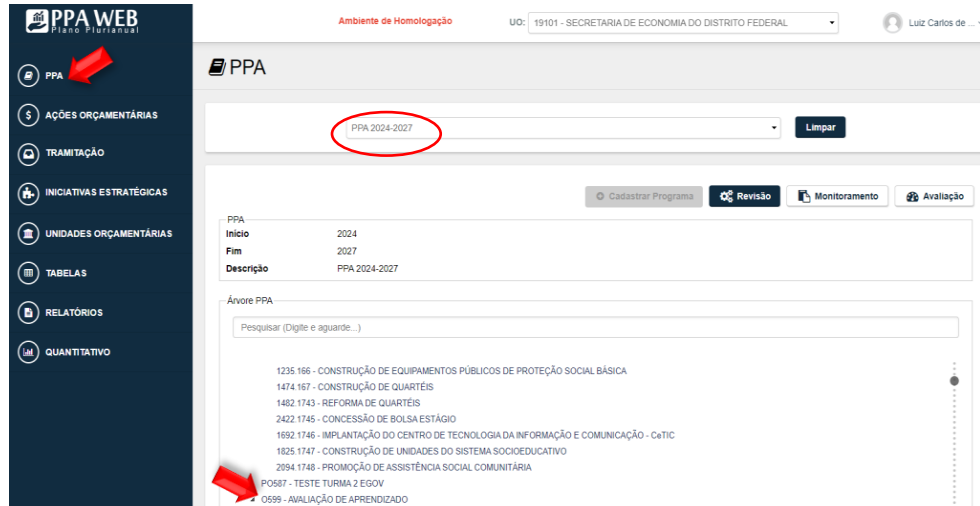 PPA WEB
Plano Plurianual
Ambiente de Homologação
UO: 19101 - SECRETARIA DE ECONOMIA DO DISTRITO FEDERAL
Luiz Carlos de ...
PPA
PPA
AÇÕES ORÇAMENTÁRIAS
TRAMITAÇÃO
INICIATIVAS ESTRATÉGICAS
UNIDADES ORÇAMENTÁRIAS
TABELAS
RELATÓRIOS
QUANTITATIVO
PPA 2024-2027
Limpar
Cadastrar Programa
Revisão
Monitoramento
Avaliação
PPA
Início 2024
Fim 2027
Descrição PPA 2024-2027
Árvore PPA
Pesquisar (Digite e aguarde...)
1235.166 - CONSTRUÇÃO DE EQUIPAMENTOS PÚBLICOS DE PROTEÇÃO SOCIAL BÁSICA
1474.167 - CONSTRUÇÃO DE QUARTÉIS
1482.1743 - REFORMA DE QUARTÉIS
2422.1745 - CONCESSÃO DE BOLSA ESTÁGIO
1692.1746 - IMPLANTAÇÃO DO CENTRO DE TECNOLOGIA DA INFORMAÇÃO E COMUNICAÇÃO - CeTIC
1825.1747 - CONSTRUÇÃO DE UNIDADES DO SISTEMA SOCIOEDUCATIVO
2094.1748 - PROMOÇÃO DE ASSISTÊNCIA SOCIAL COMUNITÁRIA
PO587 - TESTE TURMA 2 EGOV
O599 - AVALIAÇÃO DE APRENDIZADO